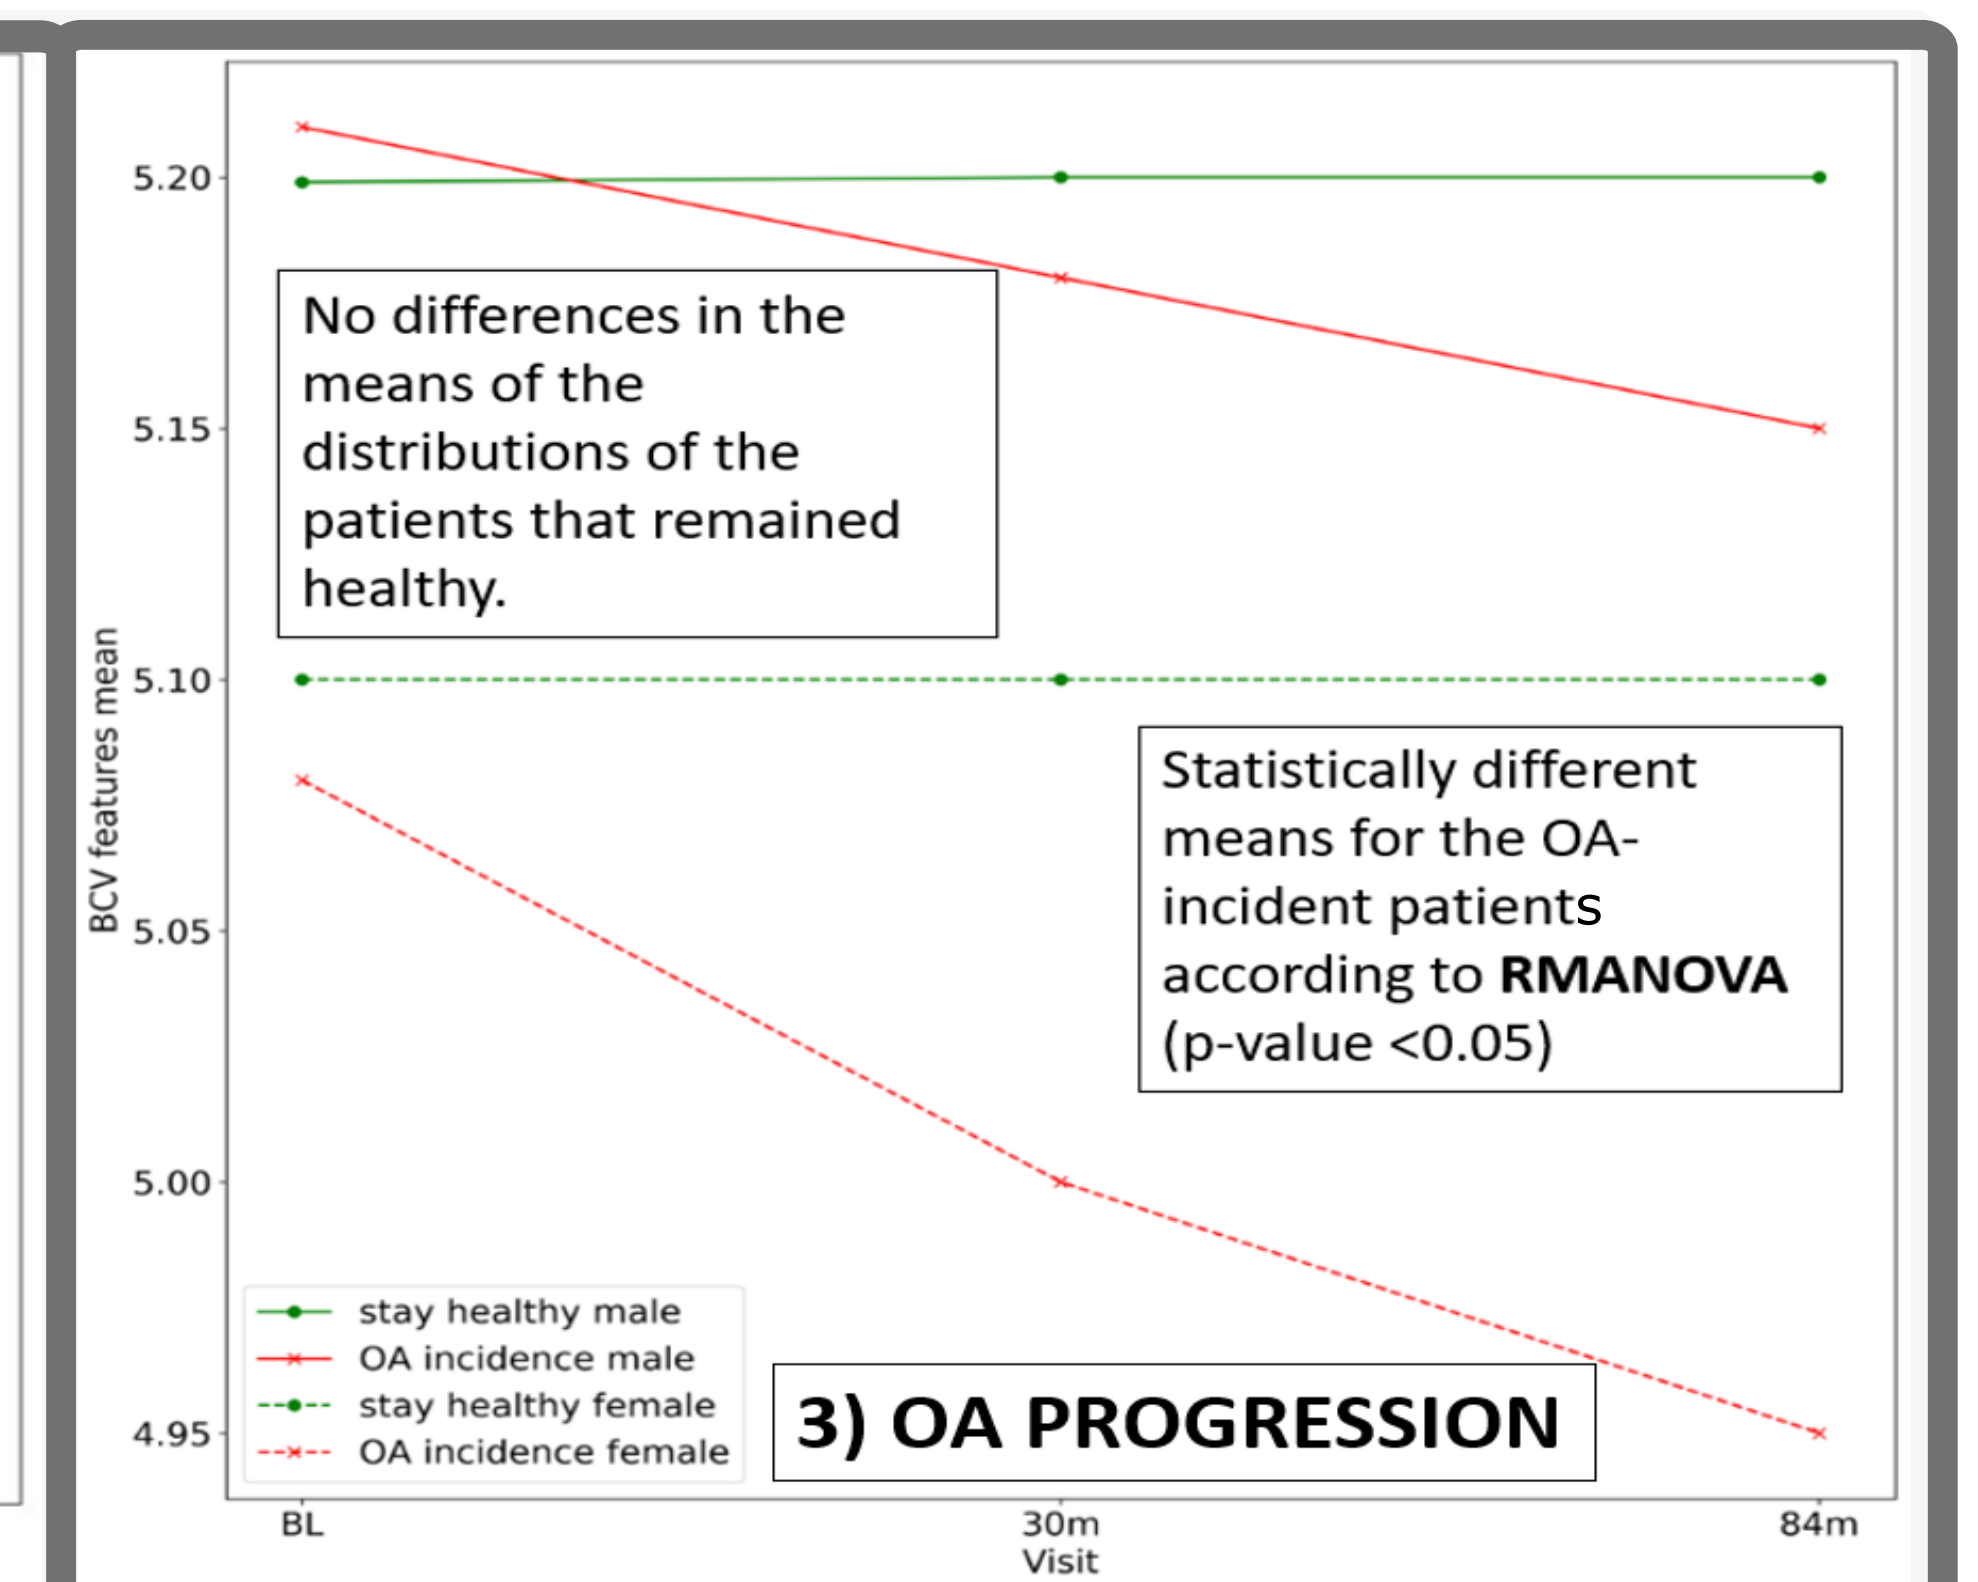 5.20
5.15
5.10
5.05
5.00
4.95
BCV features mean
No differences in the
means of the
distributions of the
patients that remained
healthy.
Statistically different
means for the OA-
incident patients
according to RMANOVA
(p-value <0.05)
stay healthy male
OA incidence male
stay healthy female
OA incidence female
3) OA PROGRESSION
BL
30m
84m
Visit